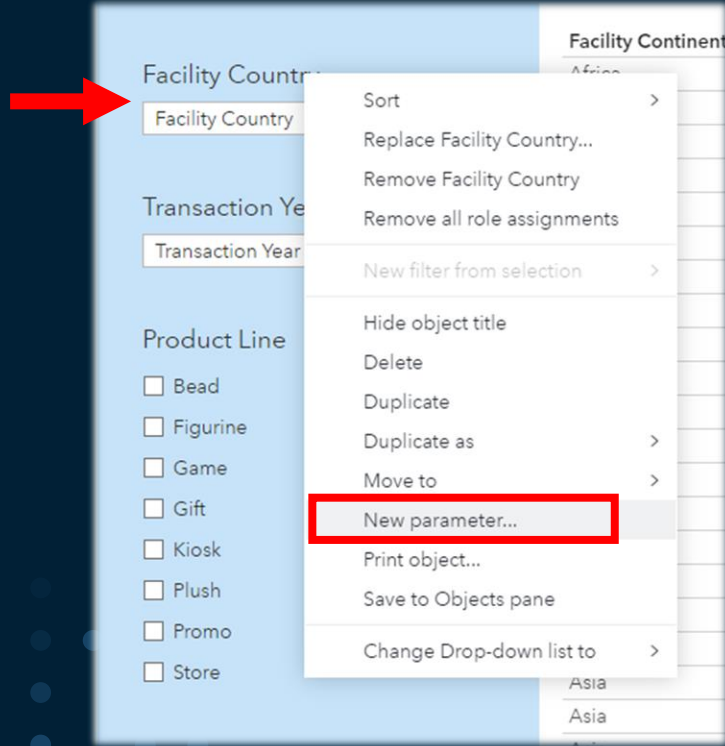 Facility Continent
Africa
Facility Country
Facility Country
Transaction Ye
Transaction Year
Product Line
Bead
Figurine
Game
Gift
Kiosk
Plush
Promo
Store
Sort
Replace Facility Country...
Remove Facility Country
Remove all role assignments
New filter from selection
Hide object title
Delete
Duplicate
Duplicate as
Move to
New parameter...
Print object...
Save to Objects pane
Change Drop-down list to
Asia
Asia